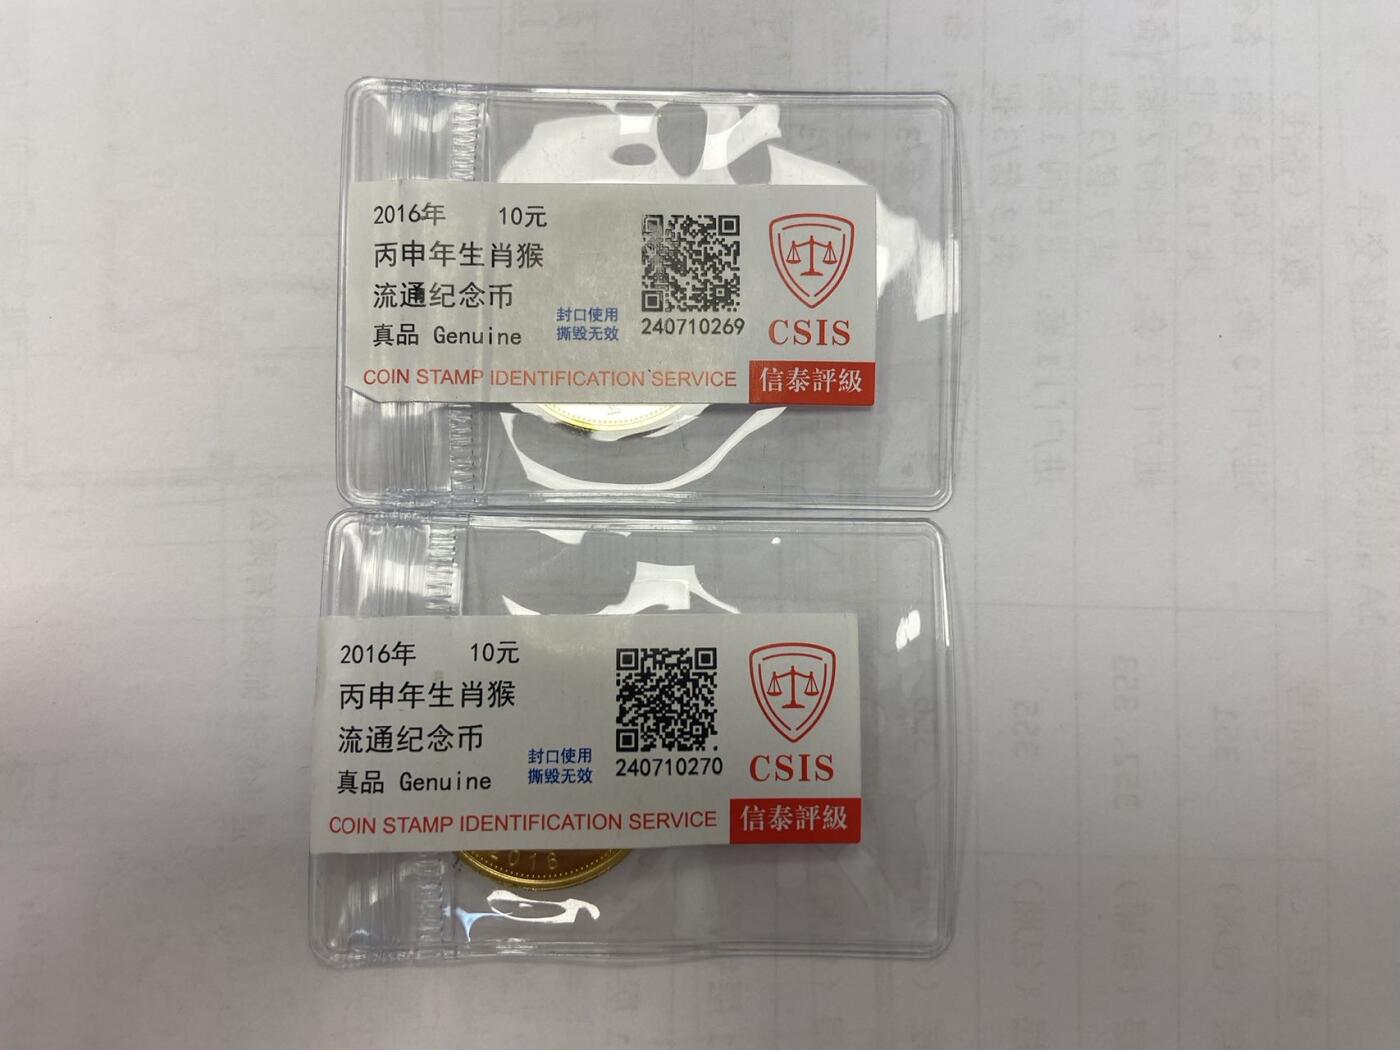 2016年 10元
丙申年生肖猴
流通纪念币
真品 Genuine
封口使用
撕毁无效
240710269
CSIS
COIN STAMP IDENTIFICATION SERVICE
信泰評級
2016年 10元
丙申年生肖猴
流通纪念币
真品 Genuine
封口使用
撕毁无效
240710270
CSIS
COIN STAMP IDENTIFICATION SERVICE
信泰評級
2016